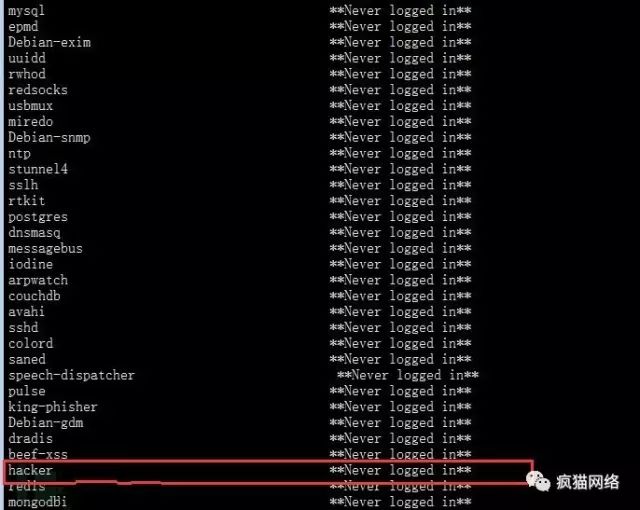 mysql **Never logged in**
epmd **Never logged in**
Debian-exim **Never logged in**
uuidd **Never logged in**
rwhod **Never logged in**
redsocks **Never logged in**
usbmux **Never logged in**
miredo **Never logged in**
Debian-snmp **Never logged in**
ntp **Never logged in**
stunnel4 **Never logged in**
sslh **Never logged in**
rtkit **Never logged in**
postgres **Never logged in**
dnsmasq **Never logged in**
messagebus **Never logged in**
iodine **Never logged in**
arpwatch **Never logged in**
couchdb **Never logged in**
avahi **Never logged in**
sshd **Never logged in**
colord **Never logged in**
saned **Never logged in**
speech-dispatcher **Never logged in**
pulse **Never logged in**
king-phisher **Never logged in**
Debian-gdm **Never logged in**
dradis **Never logged in**
beef-xss **Never logged in**
hacker **Never logged in**
redis **Never logged in**
mongodbi **Never logged in**
疯猫网络